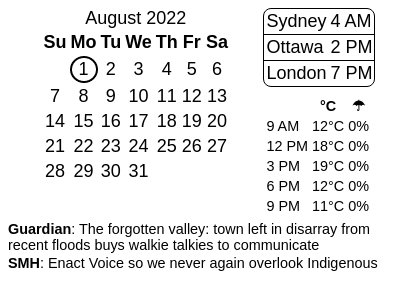 August 2022
Su Mo Tu We Th Fr Sa
1 2 3 4 5 6
7 8 9 10 11 12 13
14 15 16 17 18 19 20
21 22 23 24 25 26 27
28 29 30 31
Sydney 4 AM
Ottawa 2 PM
London 7 PM
°C ☂
9 AM 12°C 0%
12 PM 18°C 0%
3 PM 19°C 0%
6 PM 12°C 0%
9 PM 11°C 0%
Guardian: The forgotten valley: town left in disarray from
recent floods buys walkie talkies to communicate
SMH: Enact Voice so we never again overlook Indigenous